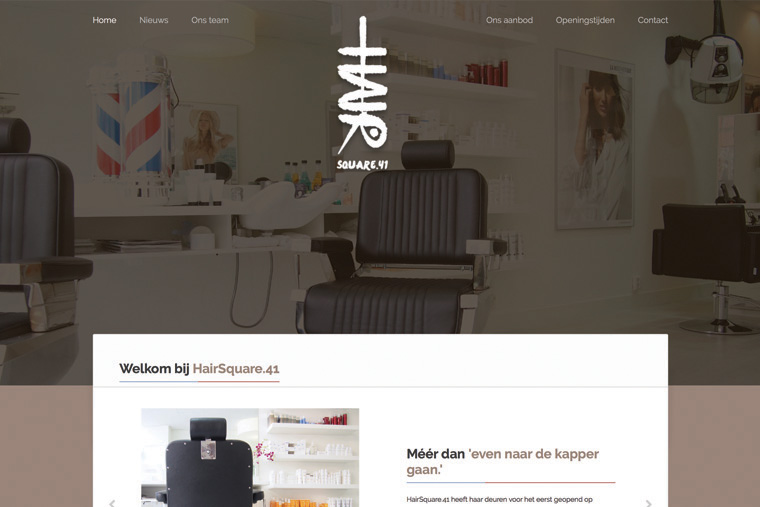 Home
Nieuws
Ons team
Ons aanbod
Openingstijden
Contact
HAIR
SQUARE.41
Welkom bij HairSquare.41
Méér dan 'even naar de kapper
gaan.'
HairSquare.41 heeft haar deuren voor het eerst geopend op